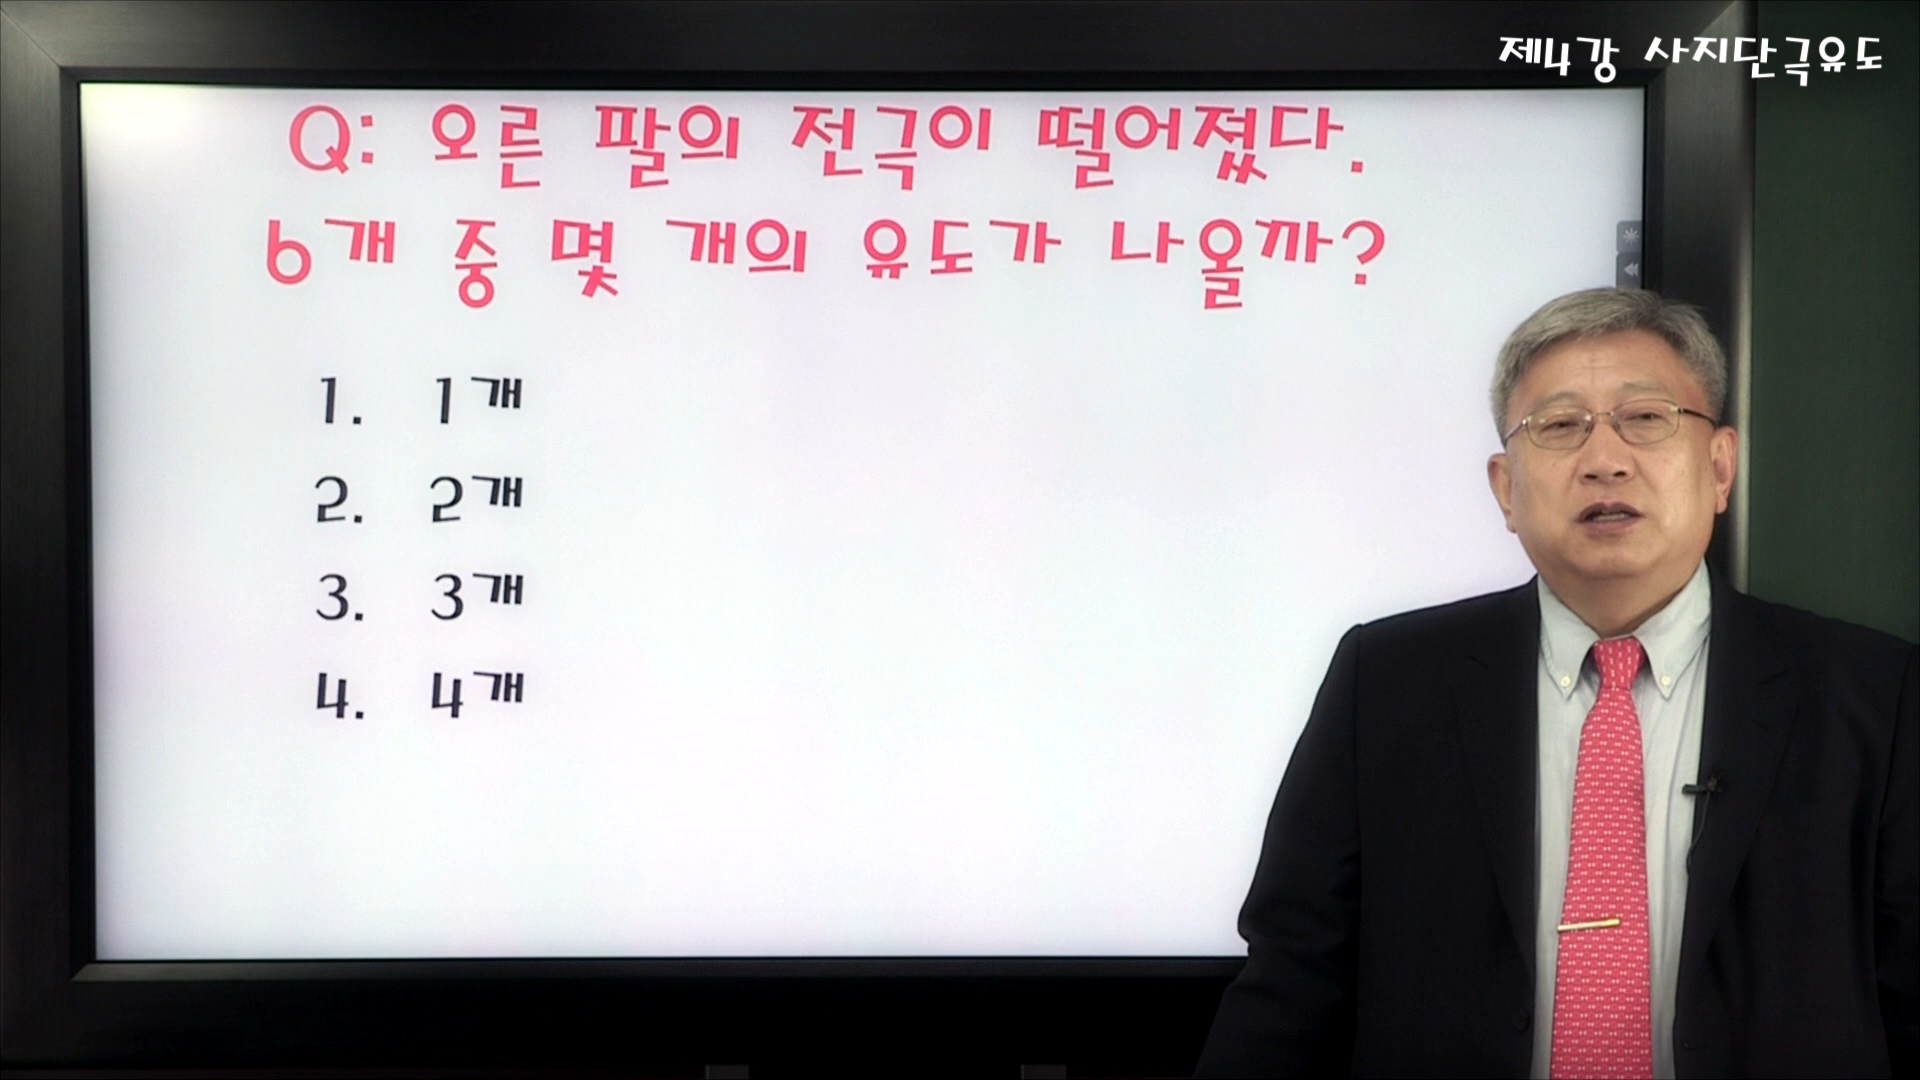 제4강 사지단극유도
Q: 오른 팔의 전극이 떨어졌다.
6개 중 몇 개의 유도가 나올까?
1. 1개
2. 2개
3. 3개
4. 4개